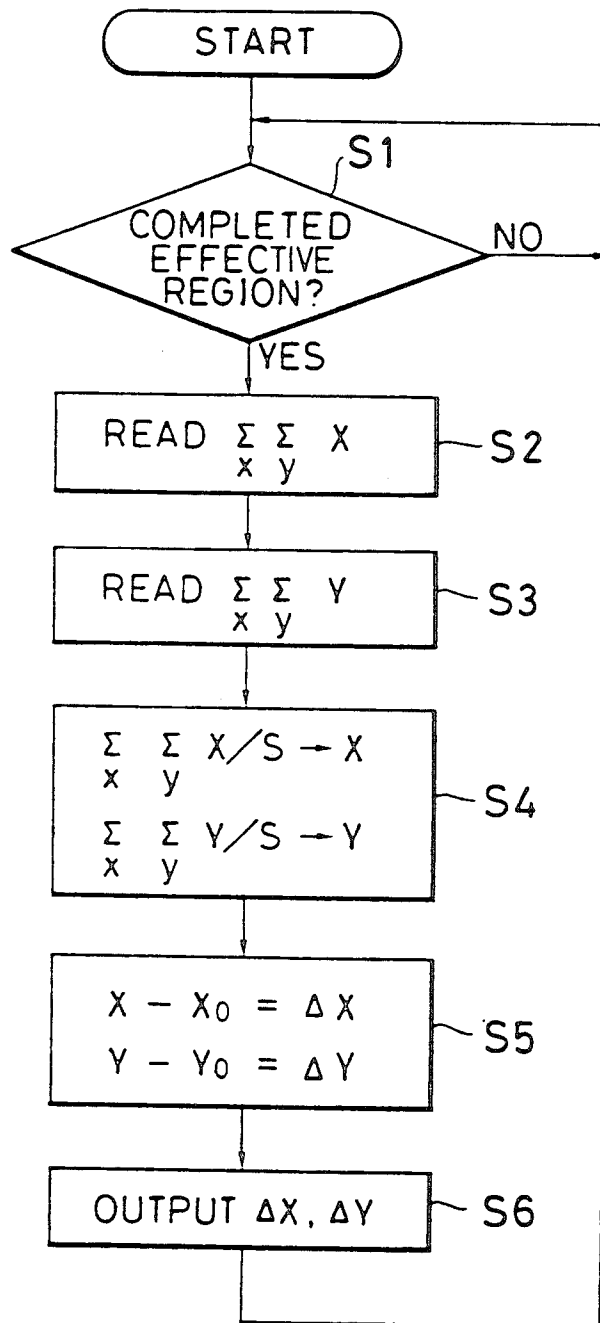 START
S1
COMPLETED
EFFECTIVE
REGION?
NO
YES
READ Σ Σ X
x y
S2
READ Σ Σ Y
x y
S3
Σ Σ X/S → X
x y
Σ Σ Y/S → Y
x y
S4
X − X₀ = ΔX
Y − Y₀ = ΔY
S5
OUTPUT ΔX, ΔY
S6